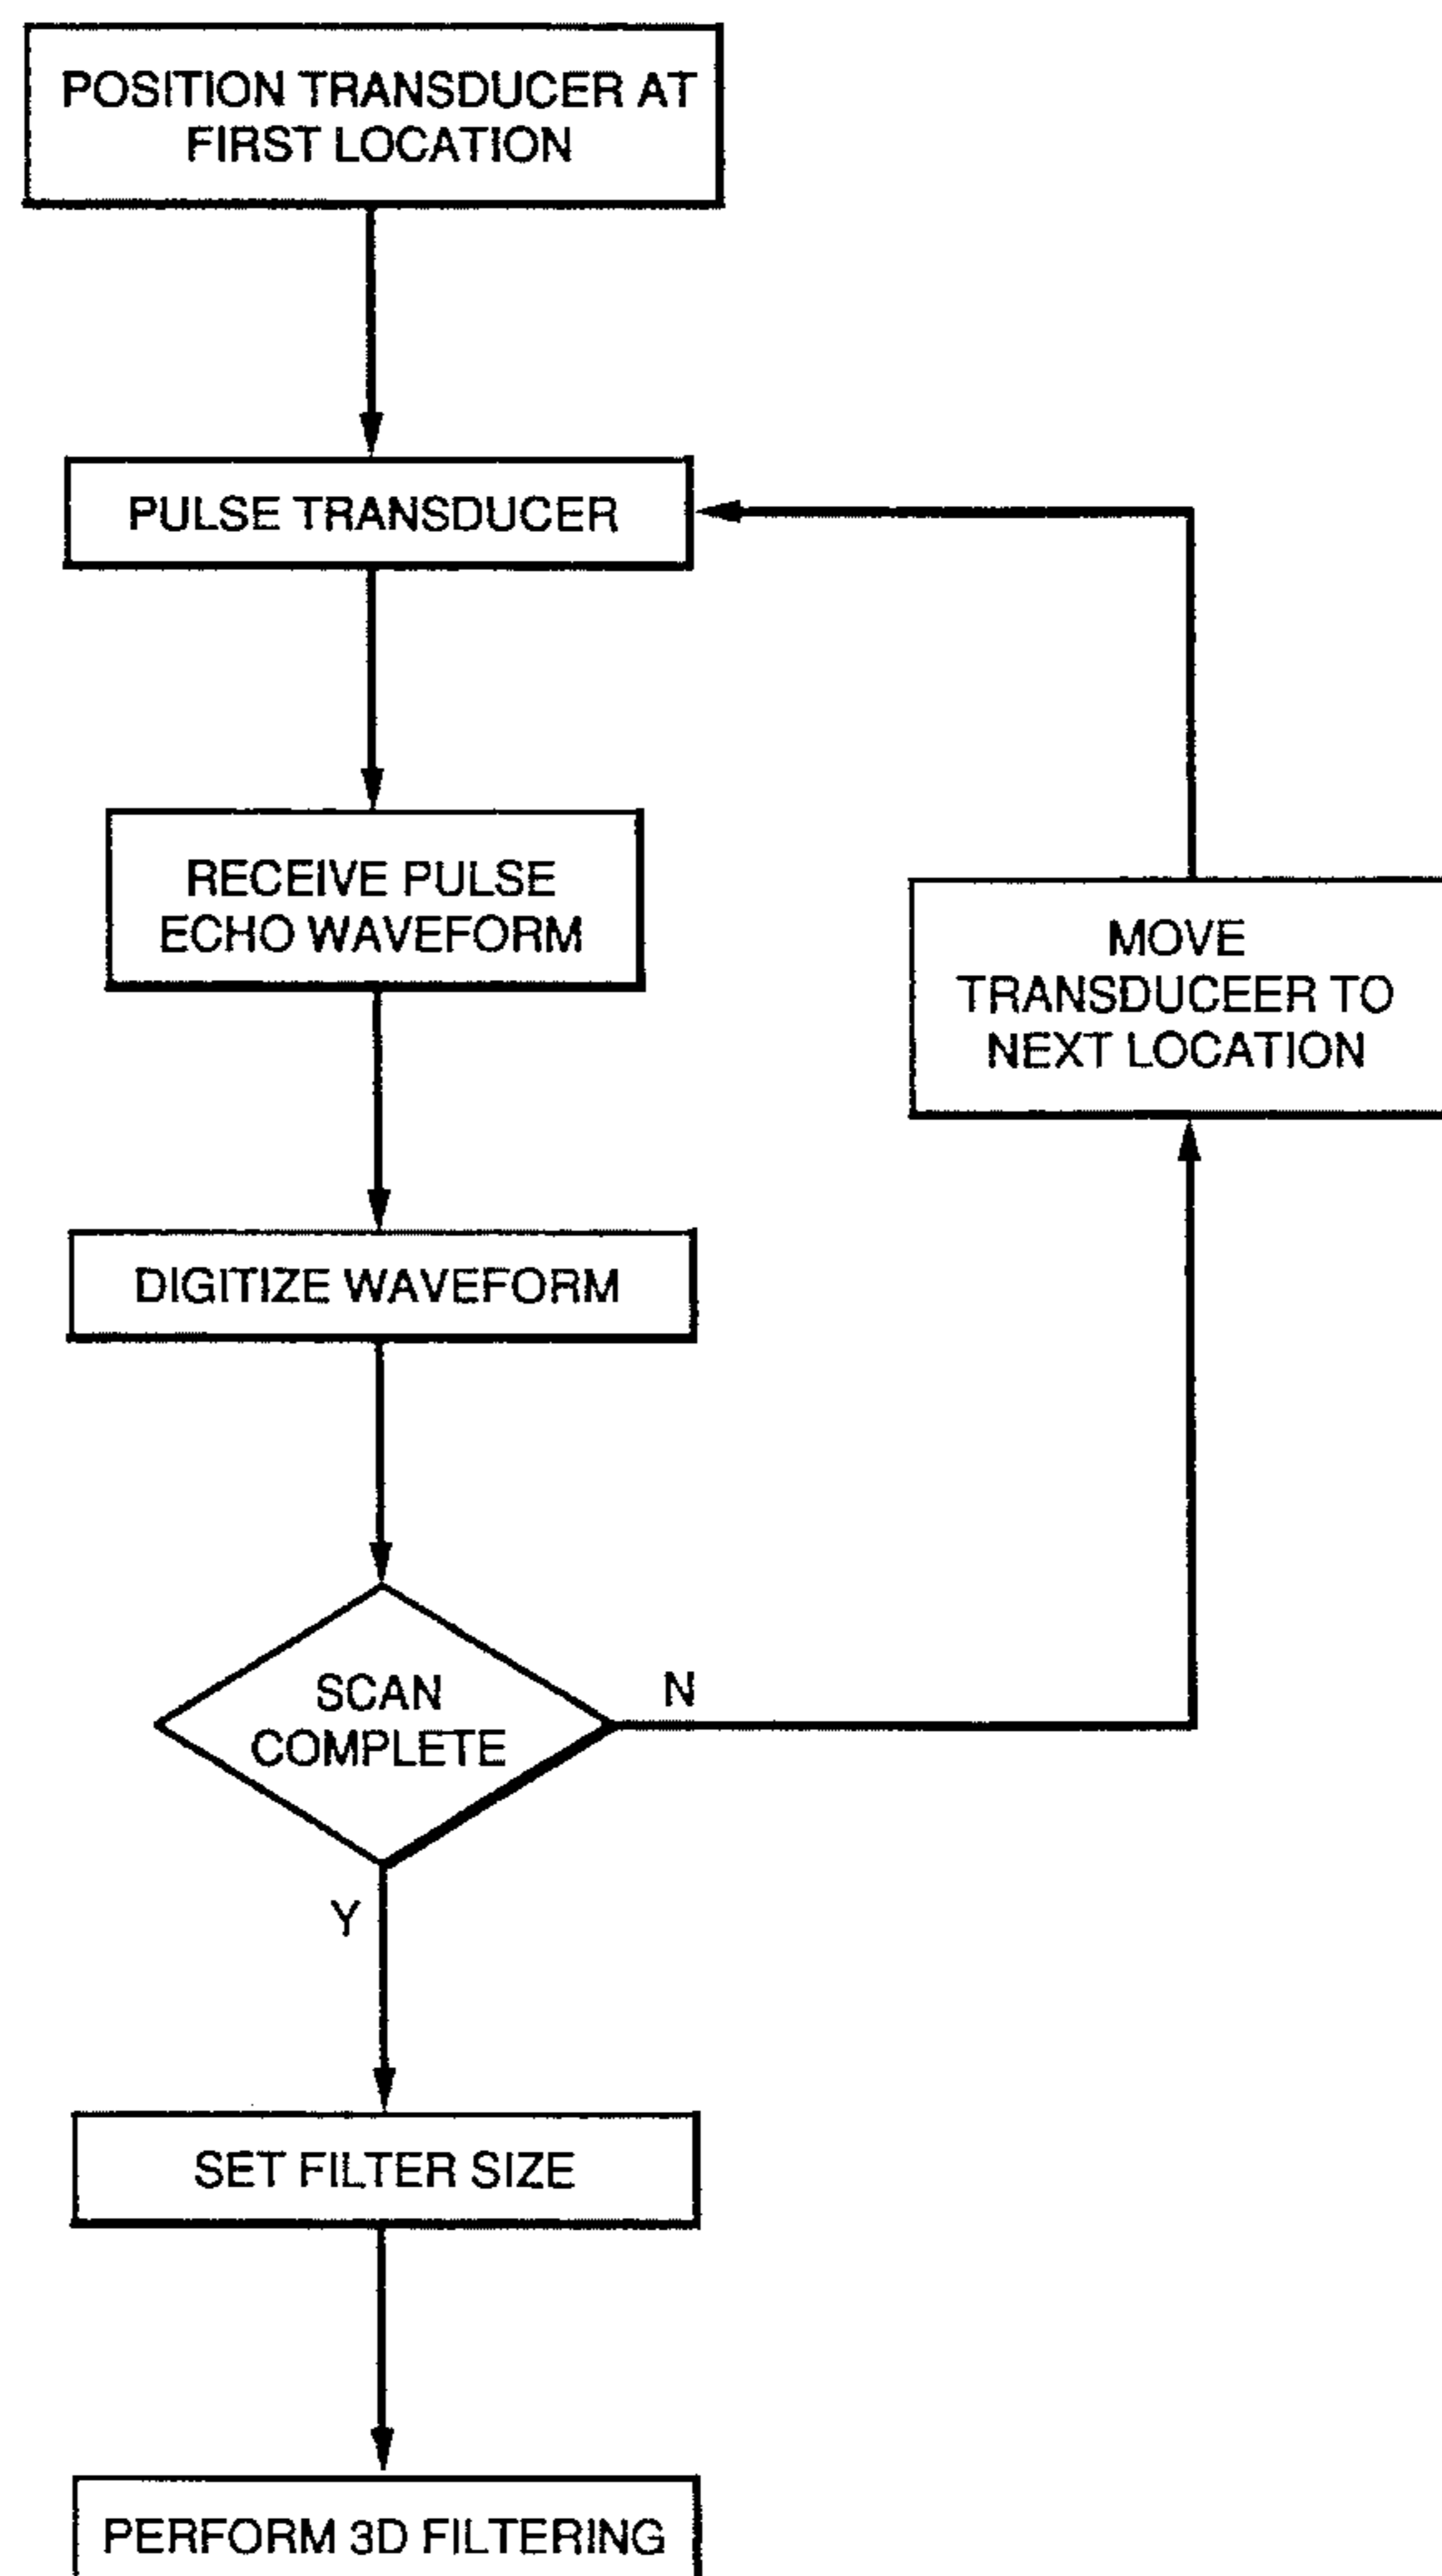 POSITION TRANSDUCER AT
FIRST LOCATION
PULSE TRANSDUCER
RECEIVE PULSE
ECHO WAVEFORM
MOVE
TRANSDUCEER TO
NEXT LOCATION
DIGITIZE WAVEFORM
SCAN
COMPLETE
N
Y
SET FILTER SIZE
PERFORM 3D FILTERING